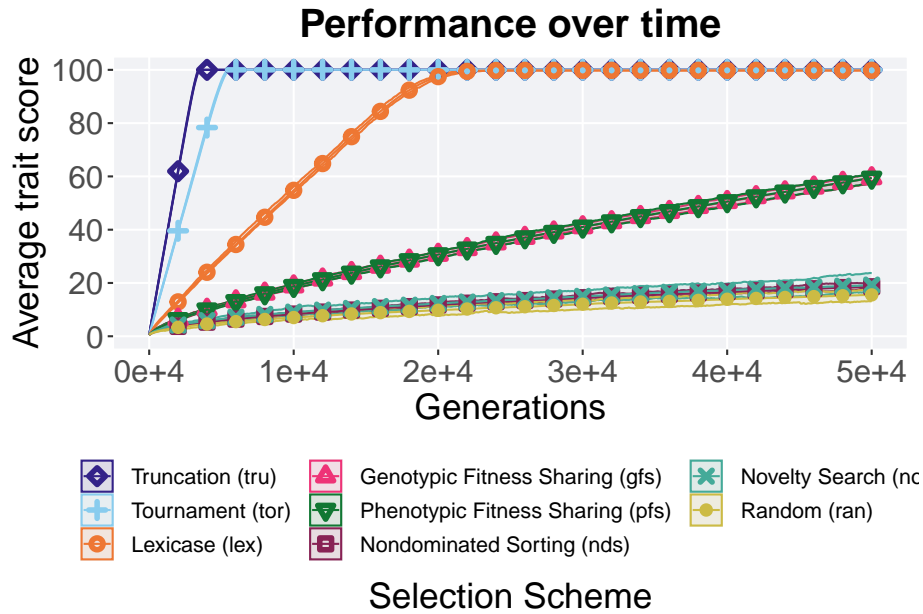 Performance over time
Average trait score
100
80
60
40
20
0
0e+4 1e+4 2e+4 3e+4 4e+4 5e+4
Generations
Truncation (tru) Genotypic Fitness Sharing (gfs) Novelty Search (no
Tournament (tor) Phenotypic Fitness Sharing (pfs) Random (ran)
Lexicase (lex) Nondominated Sorting (nds)
Selection Scheme